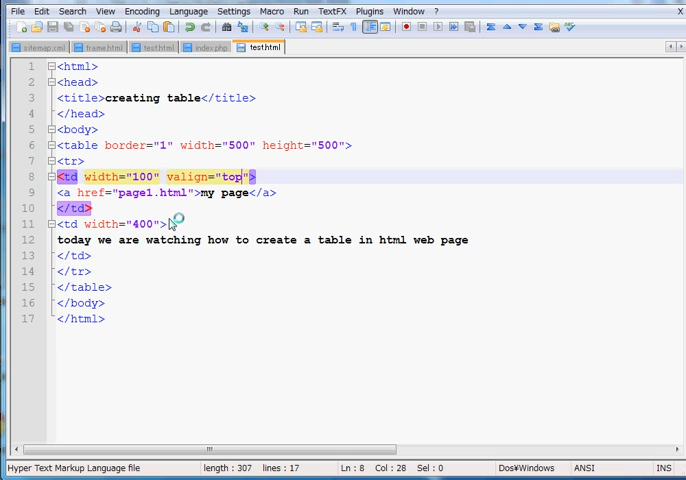 File Edit Search View Encoding Language Settings Macro Run TextFX Plugins Window ? X
sitemap.xml frame.html test.html index.php test.html
1 <html>
2 <head>
3 <title>creating table</title>
4 </head>
5 <body>
6 <table border="1" width="500" height="500">
7 <tr>
8 <td width="100" valign="top">
9 <a href="page1.html">my page</a>
10 </td>
11 <td width="400">
12 today we are watching how to create a table in html web page
13 </td>
14 </tr>
15 </table>
16 </body>
17 </html>
Hyper Text Markup Language file length : 307 lines : 17 Ln : 8 Col : 28 Sel : 0 Dos¥Windows ANSI INS